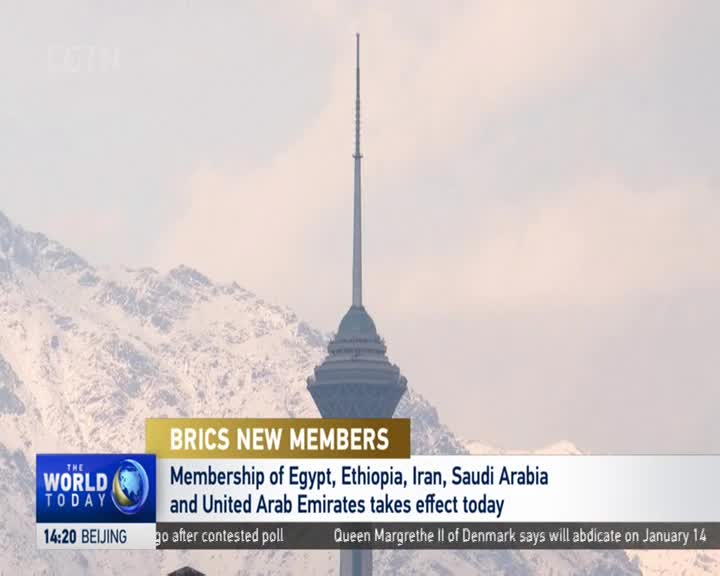 CGTN
BRICS NEW MEMBERS
THE
WORLD
TODAY
Membership of Egypt, Ethiopia, Iran, Saudi Arabia
and United Arab Emirates takes effect today
14:20 BEIJING
go after contested poll Queen Margrethe II of Denmark says will abdicate on January 14